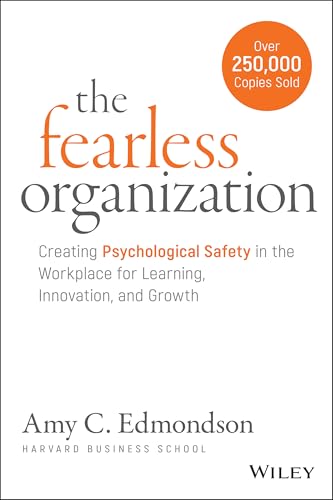 Over
250,000
Copies Sold
the
fearless
organization
Creating Psychological Safety in the
Workplace for Learning,
Innovation, and Growth
Amy C. Edmondson
HARVARD BUSINESS SCHOOL
WILEY